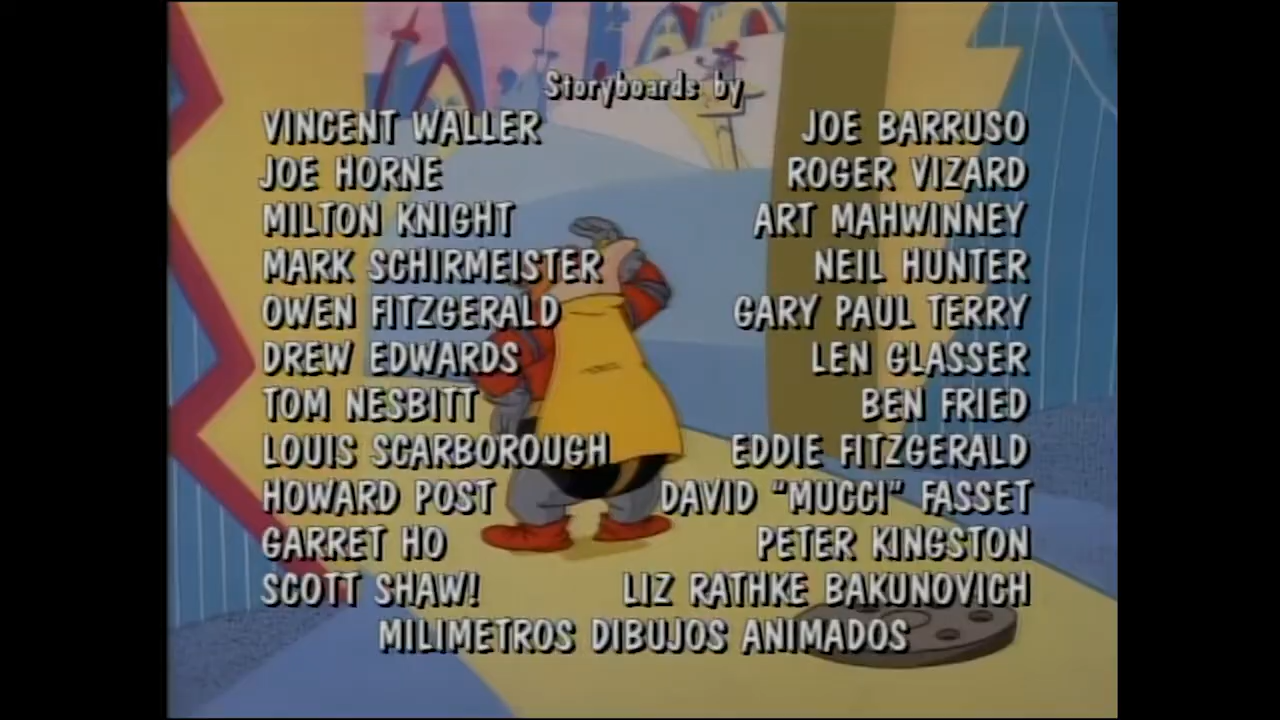 Storyboards by
VINCENT WALLER JOE BARRUSO
JOE HORNE ROGER VIZARD
MILTON KNIGHT ART MAHWINNEY
MARK SCHIRMEISTER NEIL HUNTER
OWEN FITZGERALD GARY PAUL TERRY
DREW EDWARDS LEN GLASSER
TOM NESBITT BEN FRIED
LOUIS SCARBOROUGH EDDIE FITZGERALD
HOWARD POST DAVID "MUCCI" FASSET
GARRET HO PETER KINGSTON
SCOTT SHAW! LIZ RATHKE BAKUNOVICH
MILIMETROS DIBUJOS ANIMADOS